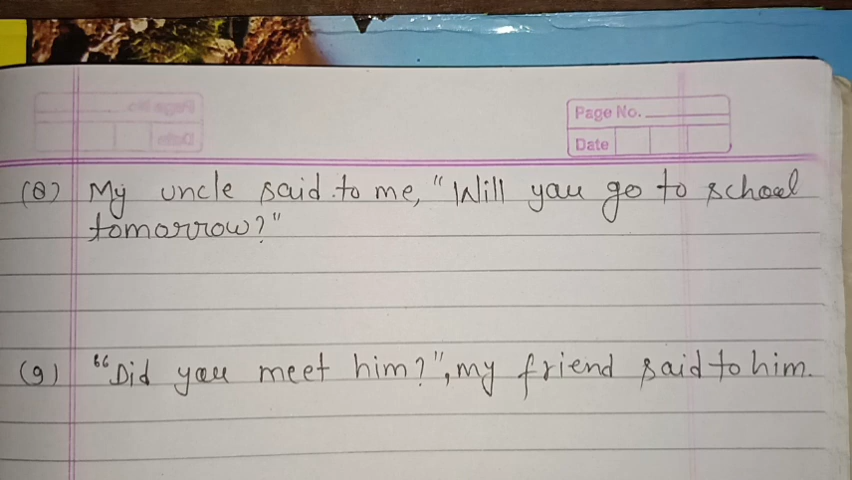 Page No.
Date
(8) My uncle said to me, "Will you go to school
tomorrow?"
(9) "Did you meet him?", my friend said to him.